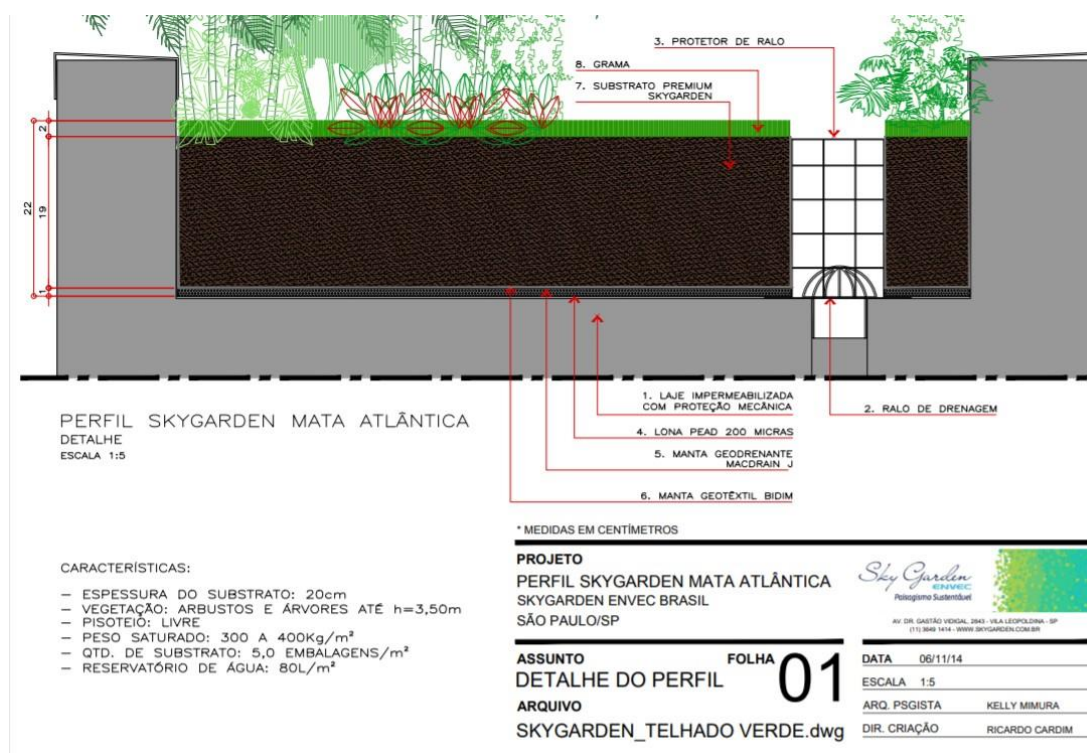 3. PROTETOR DE RALO
8. GRAMA
7. SUBSTRATO PREMIUM
SKYGARDEN
2
22
19
1
1. LAJE IMPERMEABILIZADA
COM PROTEÇÃO MECÂNICA
2. RALO DE DRENAGEM
4. LONA PEAD 200 MICRAS
5. MANTA GEODRENANTE
MACDRAIN J
6. MANTA GEOTÊXTIL BIDIM
PERFIL SKYGARDEN MATA ATLÂNTICA
DETALHE
ESCALA 1:5
CARACTERÍSTICAS:
– ESPESSURA DO SUBSTRATO: 20cm
– VEGETAÇÃO: ARBUSTOS E ÁRVORES ATÉ h=3,50m
– PISOTEIO: LIVRE
– PESO SATURADO: 300 A 400Kg/m²
– QTD. DE SUBSTRATO: 5,0 EMBALAGENS/m²
– RESERVATÓRIO DE ÁGUA: 80L/m²
* MEDIDAS EM CENTÍMETROS
PROJETO
PERFIL SKYGARDEN MATA ATLÂNTICA
SKYGARDEN ENVEC BRASIL
SÃO PAULO/SP
Sky Garden
ENVEC
Paisagismo Sustentável
AV. DR. GASTÃO VIDIGAL, 2643 - VILA LEOPOLDINA - SP
(11) 3649 1414 - WWW.SKYGARDEN.COM.BR
ASSUNTO
DETALHE DO PERFIL
FOLHA
01
ARQUIVO
SKYGARDEN_TELHADO VERDE.dwg
DATA 06/11/14
ESCALA 1:5
ARQ. PSGISTA KELLY MIMURA
DIR. CRIAÇÃO RICARDO CARDIM